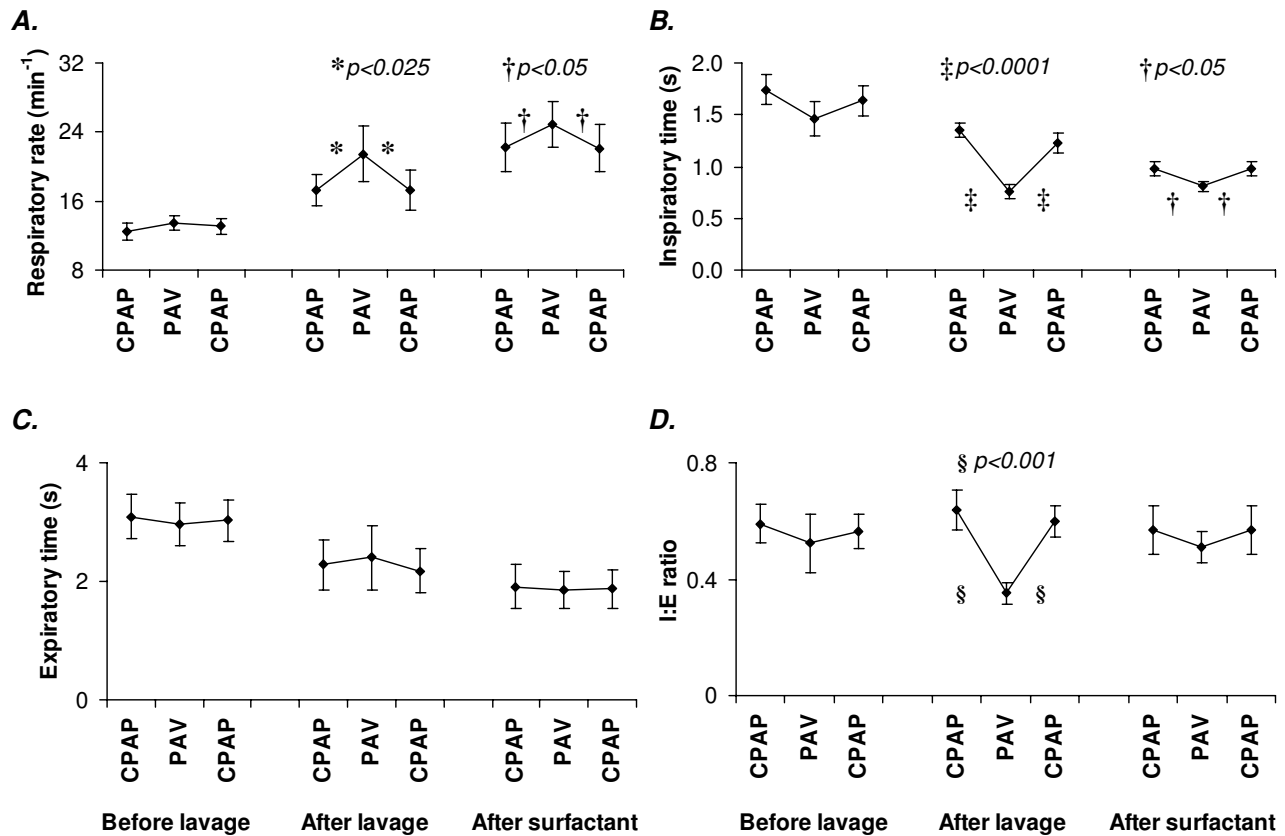 A.
Respiratory rate (min⁻¹)
32
24
16
8
*p<0.025
†p<0.05
* *
† †
CPAP PAV CPAP CPAP PAV CPAP CPAP PAV CPAP
B.
Inspiratory time (s)
2.0
1.5
1.0
0.5
0.0
‡p<0.0001
†p<0.05
‡ ‡
† †
CPAP PAV CPAP CPAP PAV CPAP CPAP PAV CPAP
C.
Expiratory time (s)
4
2
0
CPAP PAV CPAP CPAP PAV CPAP CPAP PAV CPAP
Before lavage After lavage After surfactant
D.
I:E ratio
0.8
0.4
0
§ p<0.001
§ §
CPAP PAV CPAP CPAP PAV CPAP CPAP PAV CPAP
Before lavage After lavage After surfactant